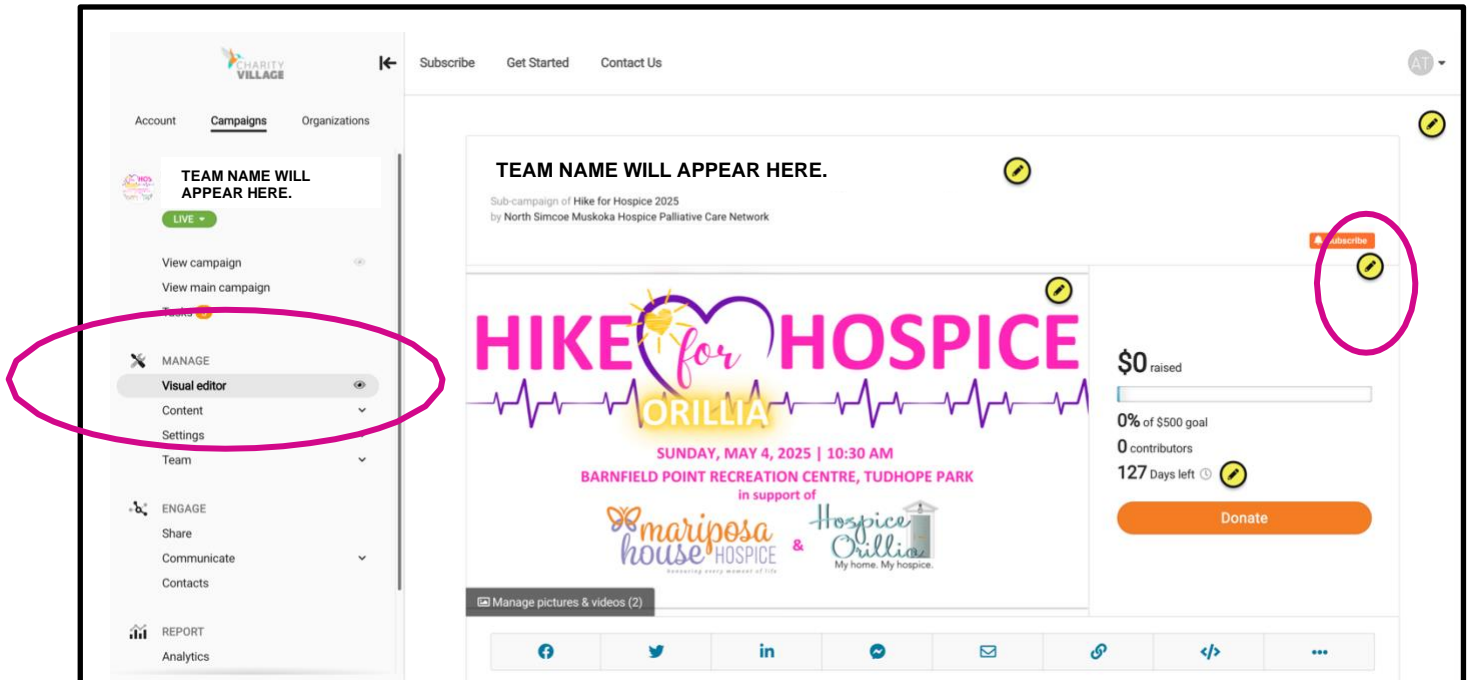 CHARITY
VILLAGE
Subscribe Get Started Contact Us
AT
Account Campaigns Organizations
TEAM NAME WILL
APPEAR HERE.
LIVE
View campaign
View main campaign
Tasks
MANAGE
Visual editor
Content
Settings
Team
ENGAGE
Share
Communicate
Contacts
REPORT
Analytics
TEAM NAME WILL APPEAR HERE.
Sub-campaign of Hike for Hospice 2025
by North Simcoe Muskoka Hospice Palliative Care Network
Subscribe
HIKE for HOSPICE
ORILLIA
SUNDAY, MAY 4, 2025 | 10:30 AM
BARNFIELD POINT RECREATION CENTRE, TUDHOPE PARK
in support of
mariposa
house HOSPICE
honouring every moment of life
&
Hospice
Orillia
My home. My hospice.
Manage pictures & videos (2)
$0 raised
0% of $500 goal
0 contributors
127 Days left
Donate
in
</>